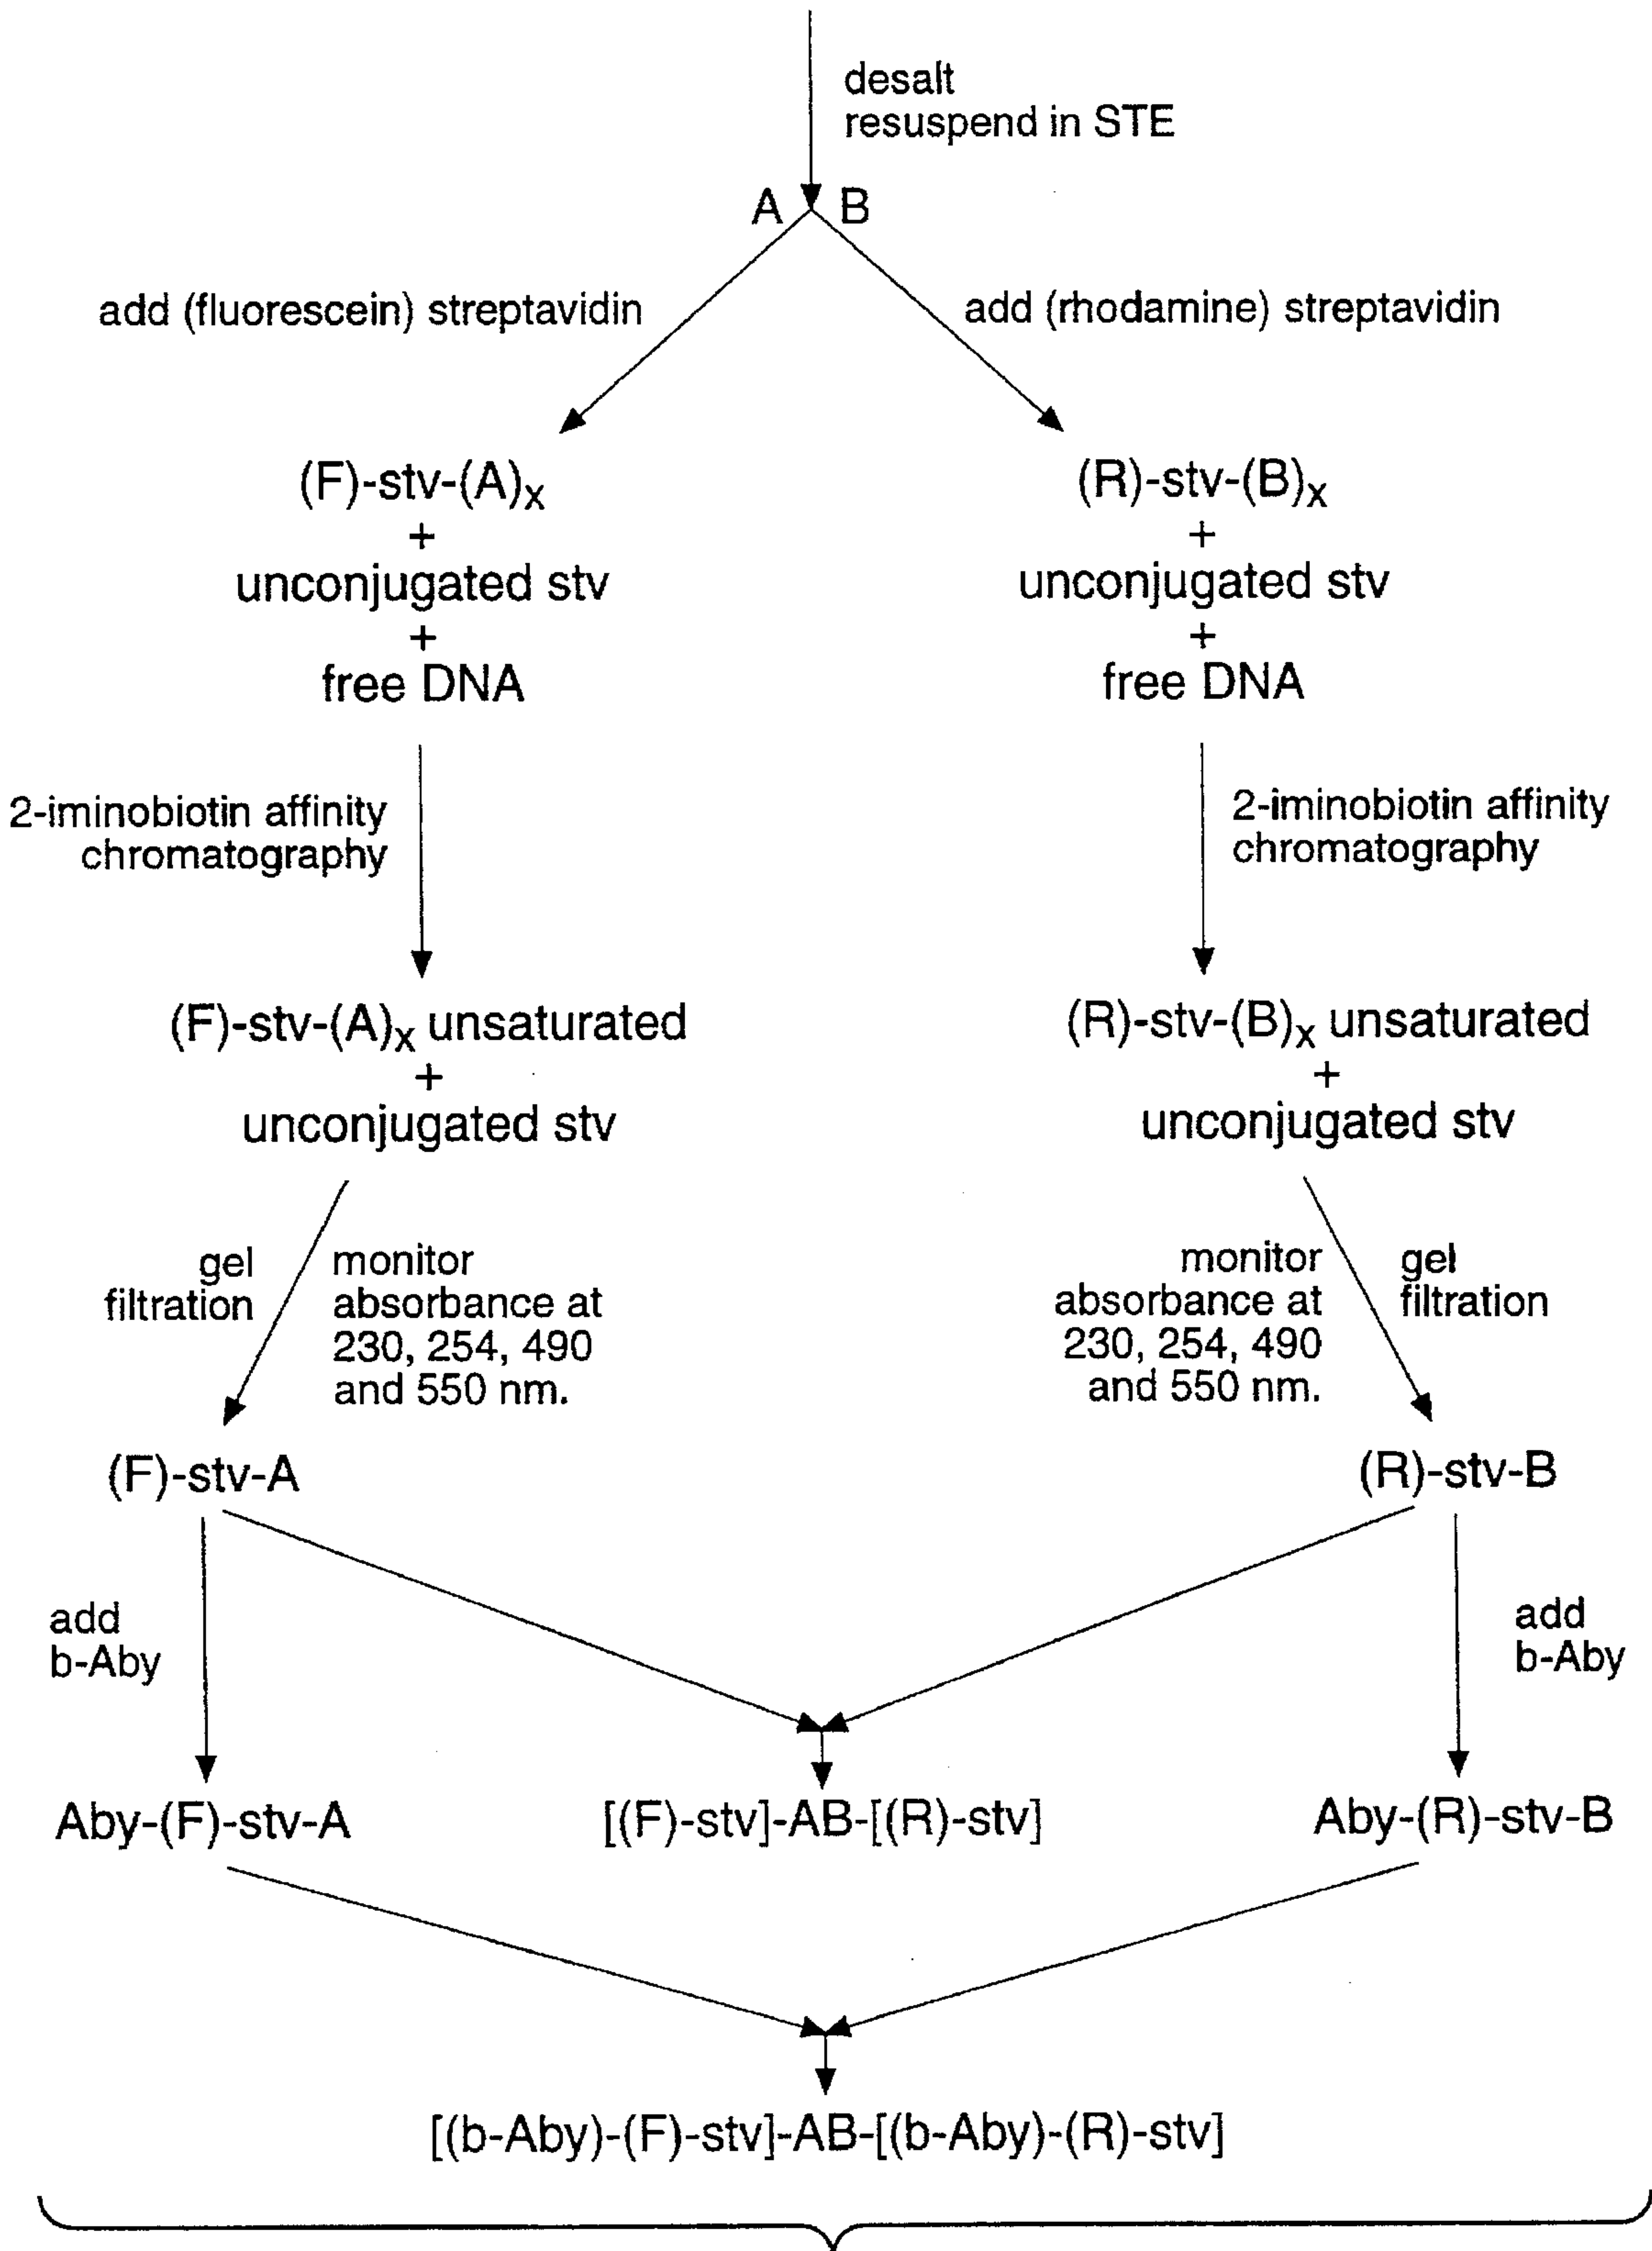 desalt
resuspend in STE
A B
add (fluorescein) streptavidin
add (rhodamine) streptavidin
(F)-stv-(A)x
+
unconjugated stv
+
free DNA
(R)-stv-(B)x
+
unconjugated stv
+
free DNA
2-iminobiotin affinity
chromatography
2-iminobiotin affinity
chromatography
(F)-stv-(A)x unsaturated
+
unconjugated stv
(R)-stv-(B)x unsaturated
+
unconjugated stv
gel
filtration
monitor
absorbance at
230, 254, 490
and 550 nm.
monitor
absorbance at
230, 254, 490
and 550 nm.
gel
filtration
(F)-stv-A
(R)-stv-B
add
b-Aby
add
b-Aby
Aby-(F)-stv-A
[(F)-stv]-AB-[(R)-stv]
Aby-(R)-stv-B
[(b-Aby)-(F)-stv]-AB-[(b-Aby)-(R)-stv]